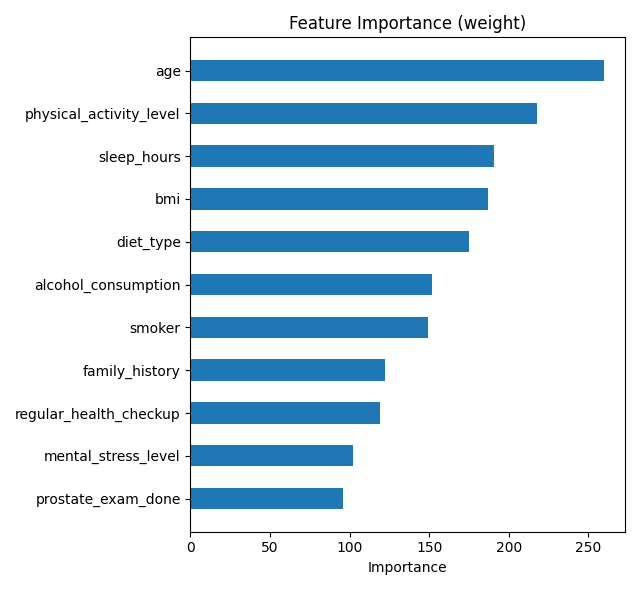 Feature Importance (weight)
age
physical_activity_level
sleep_hours
bmi
diet_type
alcohol_consumption
smoker
family_history
regular_health_checkup
mental_stress_level
prostate_exam_done
0 50 100 150 200 250
Importance